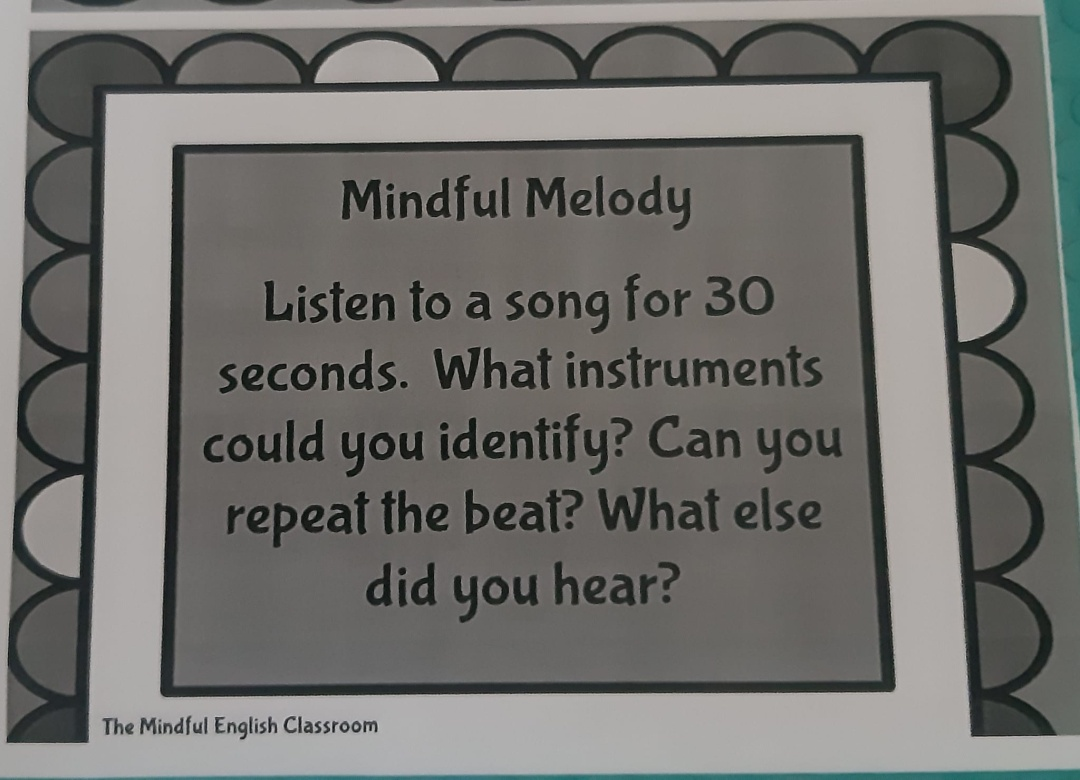 Mindful Melody
Listen to a song for 30
seconds. What instruments
could you identify? Can you
repeat the beat? What else
did you hear?
The Mindful English Classroom